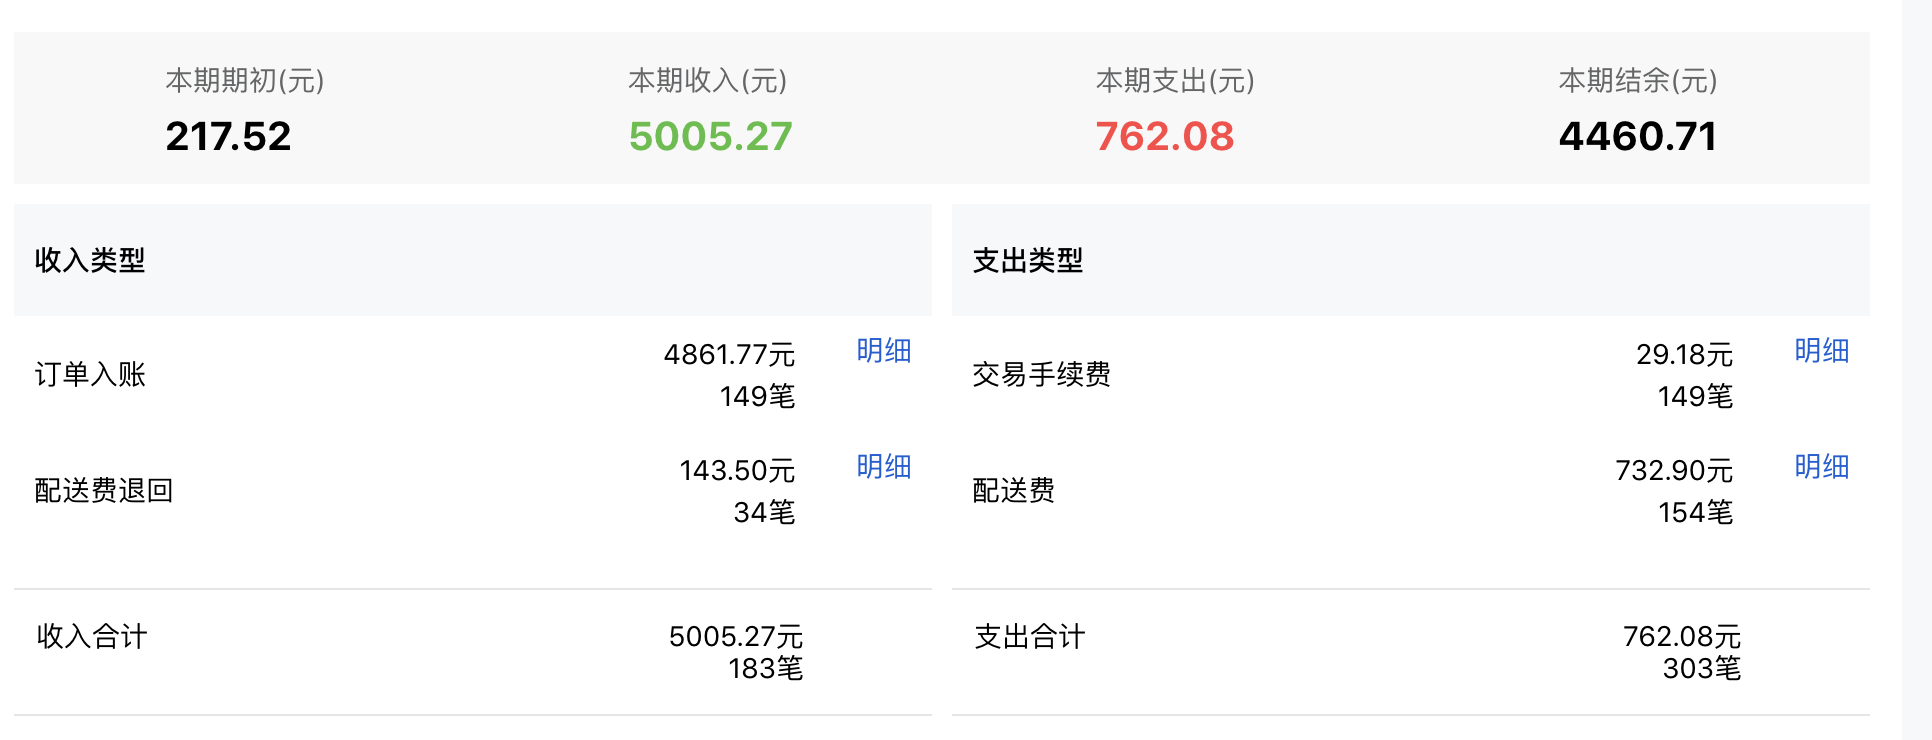 本期期初(元)
217.52
本期收入(元)
5005.27
本期支出(元)
762.08
本期结余(元)
4460.71
收入类型
订单入账
4861.77元
149笔
明细
配送费退回
143.50元
34笔
明细
收入合计
5005.27元
183笔
支出类型
交易手续费
29.18元
149笔
明细
配送费
732.90元
154笔
明细
支出合计
762.08元
303笔